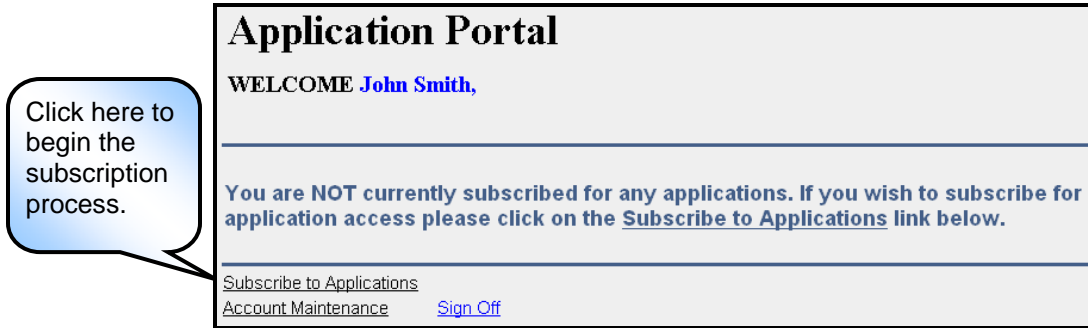 Application Portal
WELCOME John Smith,
Click here to
begin the
subscription
process.
You are NOT currently subscribed for any applications. If you wish to subscribe for
application access please click on the Subscribe to Applications link below.
Subscribe to Applications
Account Maintenance Sign Off